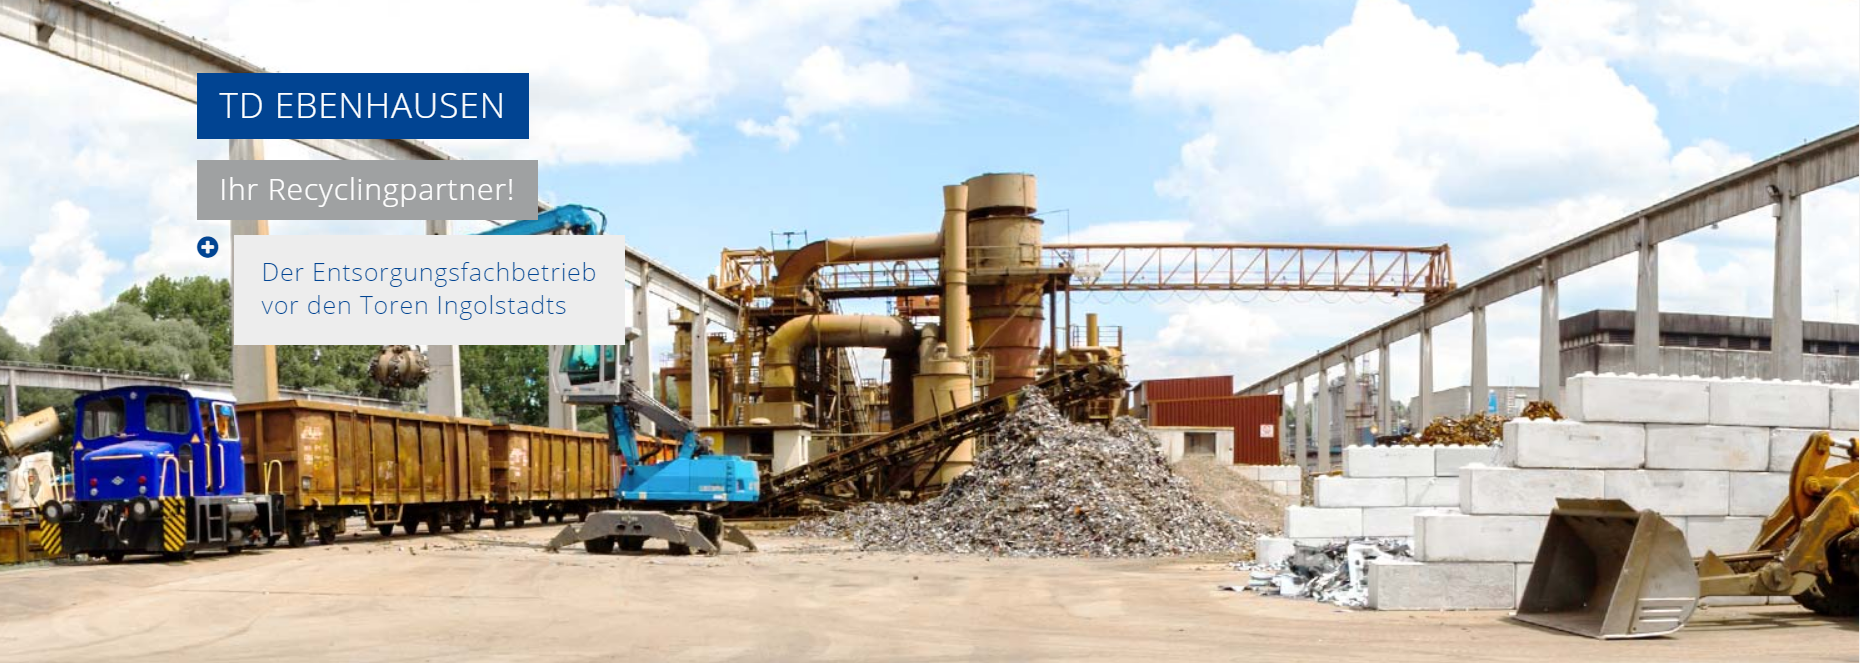 TD EBENHAUSEN
Ihr Recyclingpartner!
Der Entsorgungsfachbetrieb
vor den Toren Ingolstadts